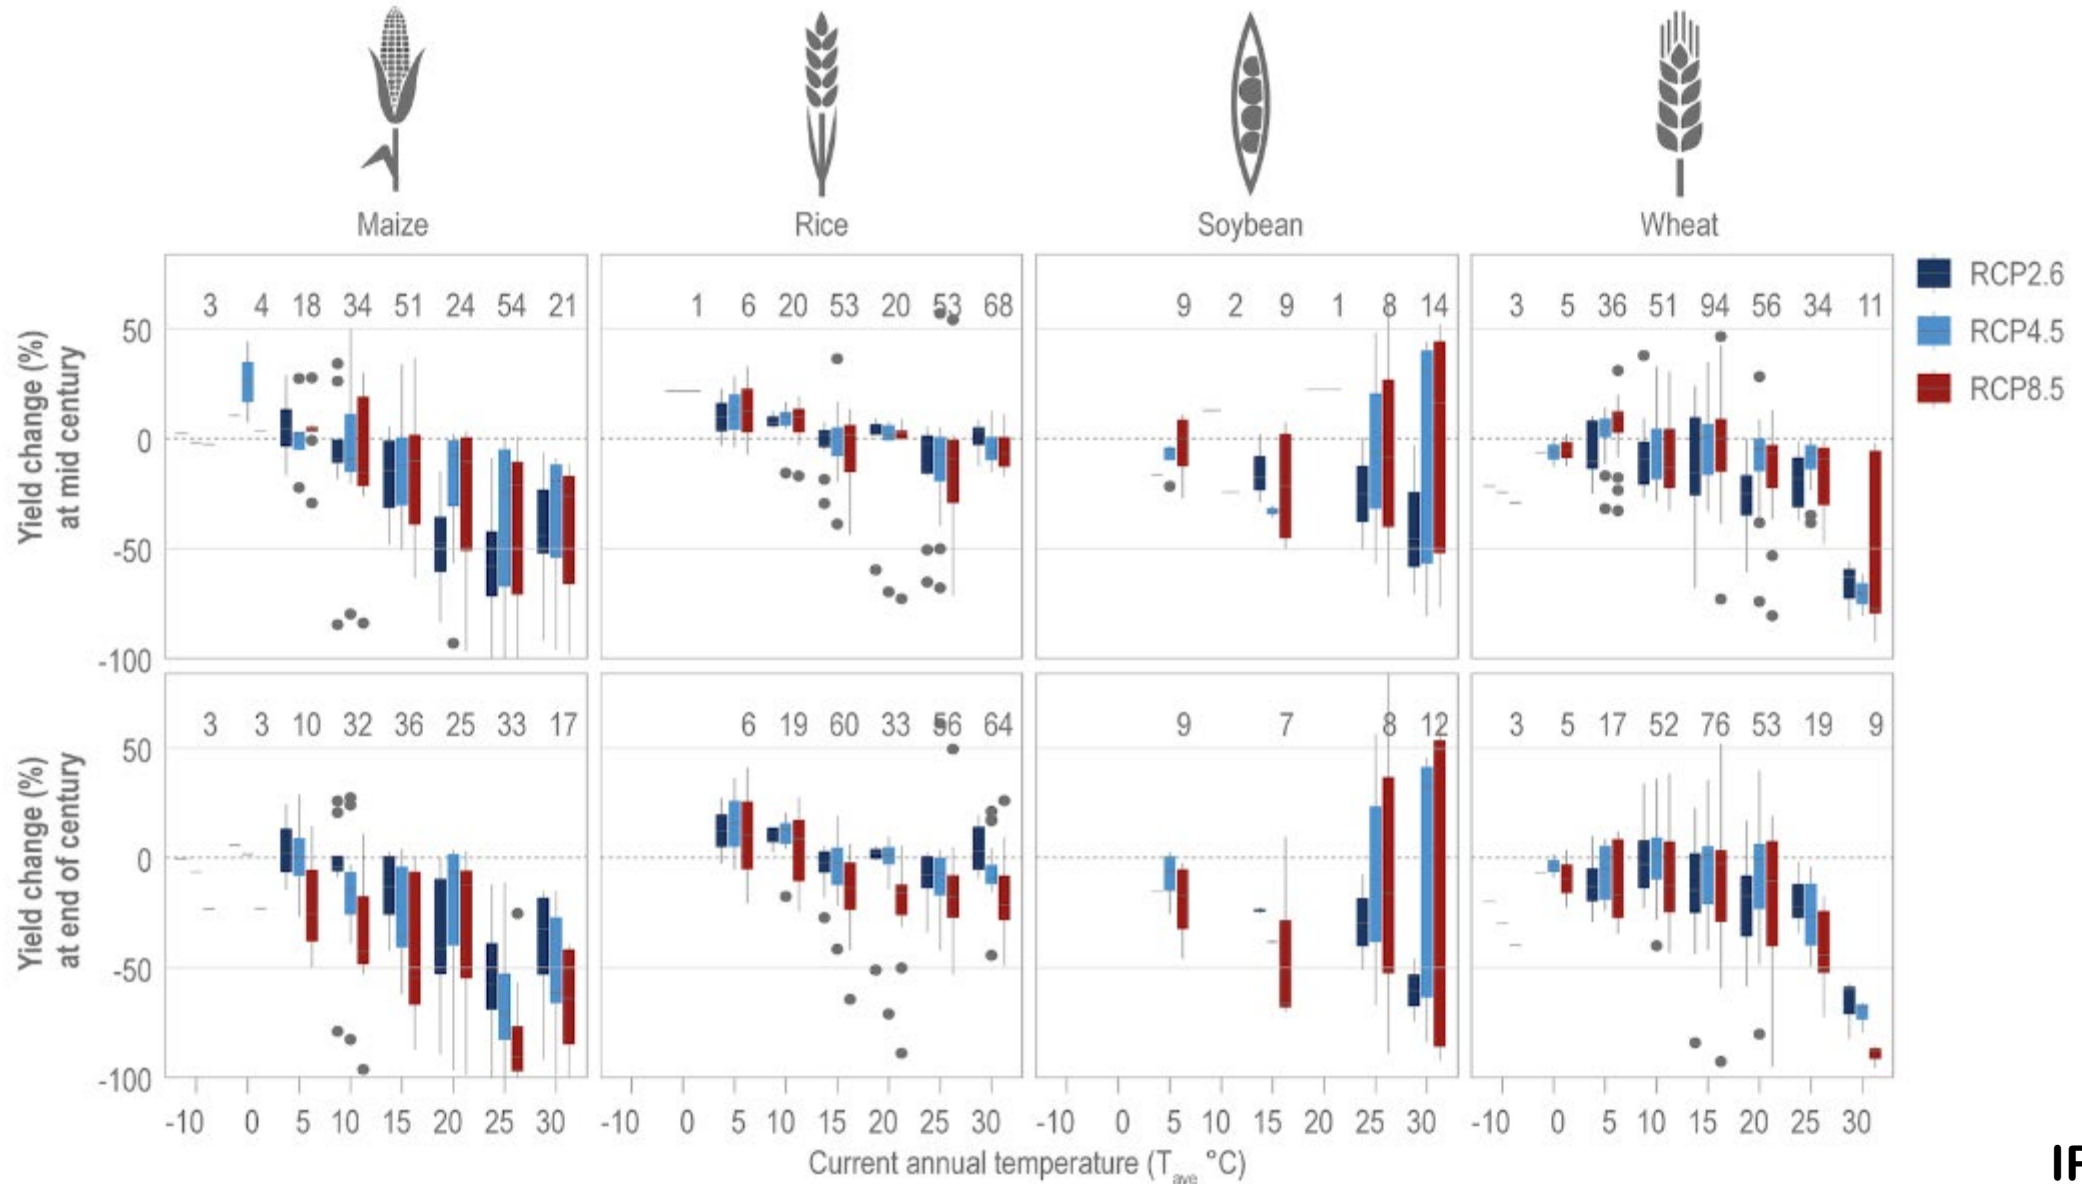 Maize Rice Soybean Wheat
RCP2.6
RCP4.5
RCP8.5
Yield change (%)
at mid century
3 4 18 34 51 24 54 21
1 6 20 53 20 53 68
9 2 9 1 8 14
3 5 36 51 94 56 34 11
50
0
-50
-100
Yield change (%)
at end of century
3 3 10 32 36 25 33 17
6 19 60 33 56 64
9 7 8 12
3 5 17 52 76 53 19 9
50
0
-50
-100
-10 0 5 10 15 20 25 30
-10 0 5 10 15 20 25 30
-10 0 5 10 15 20 25 30
-10 0 5 10 15 20 25 30
Current annual temperature (Tave °C)